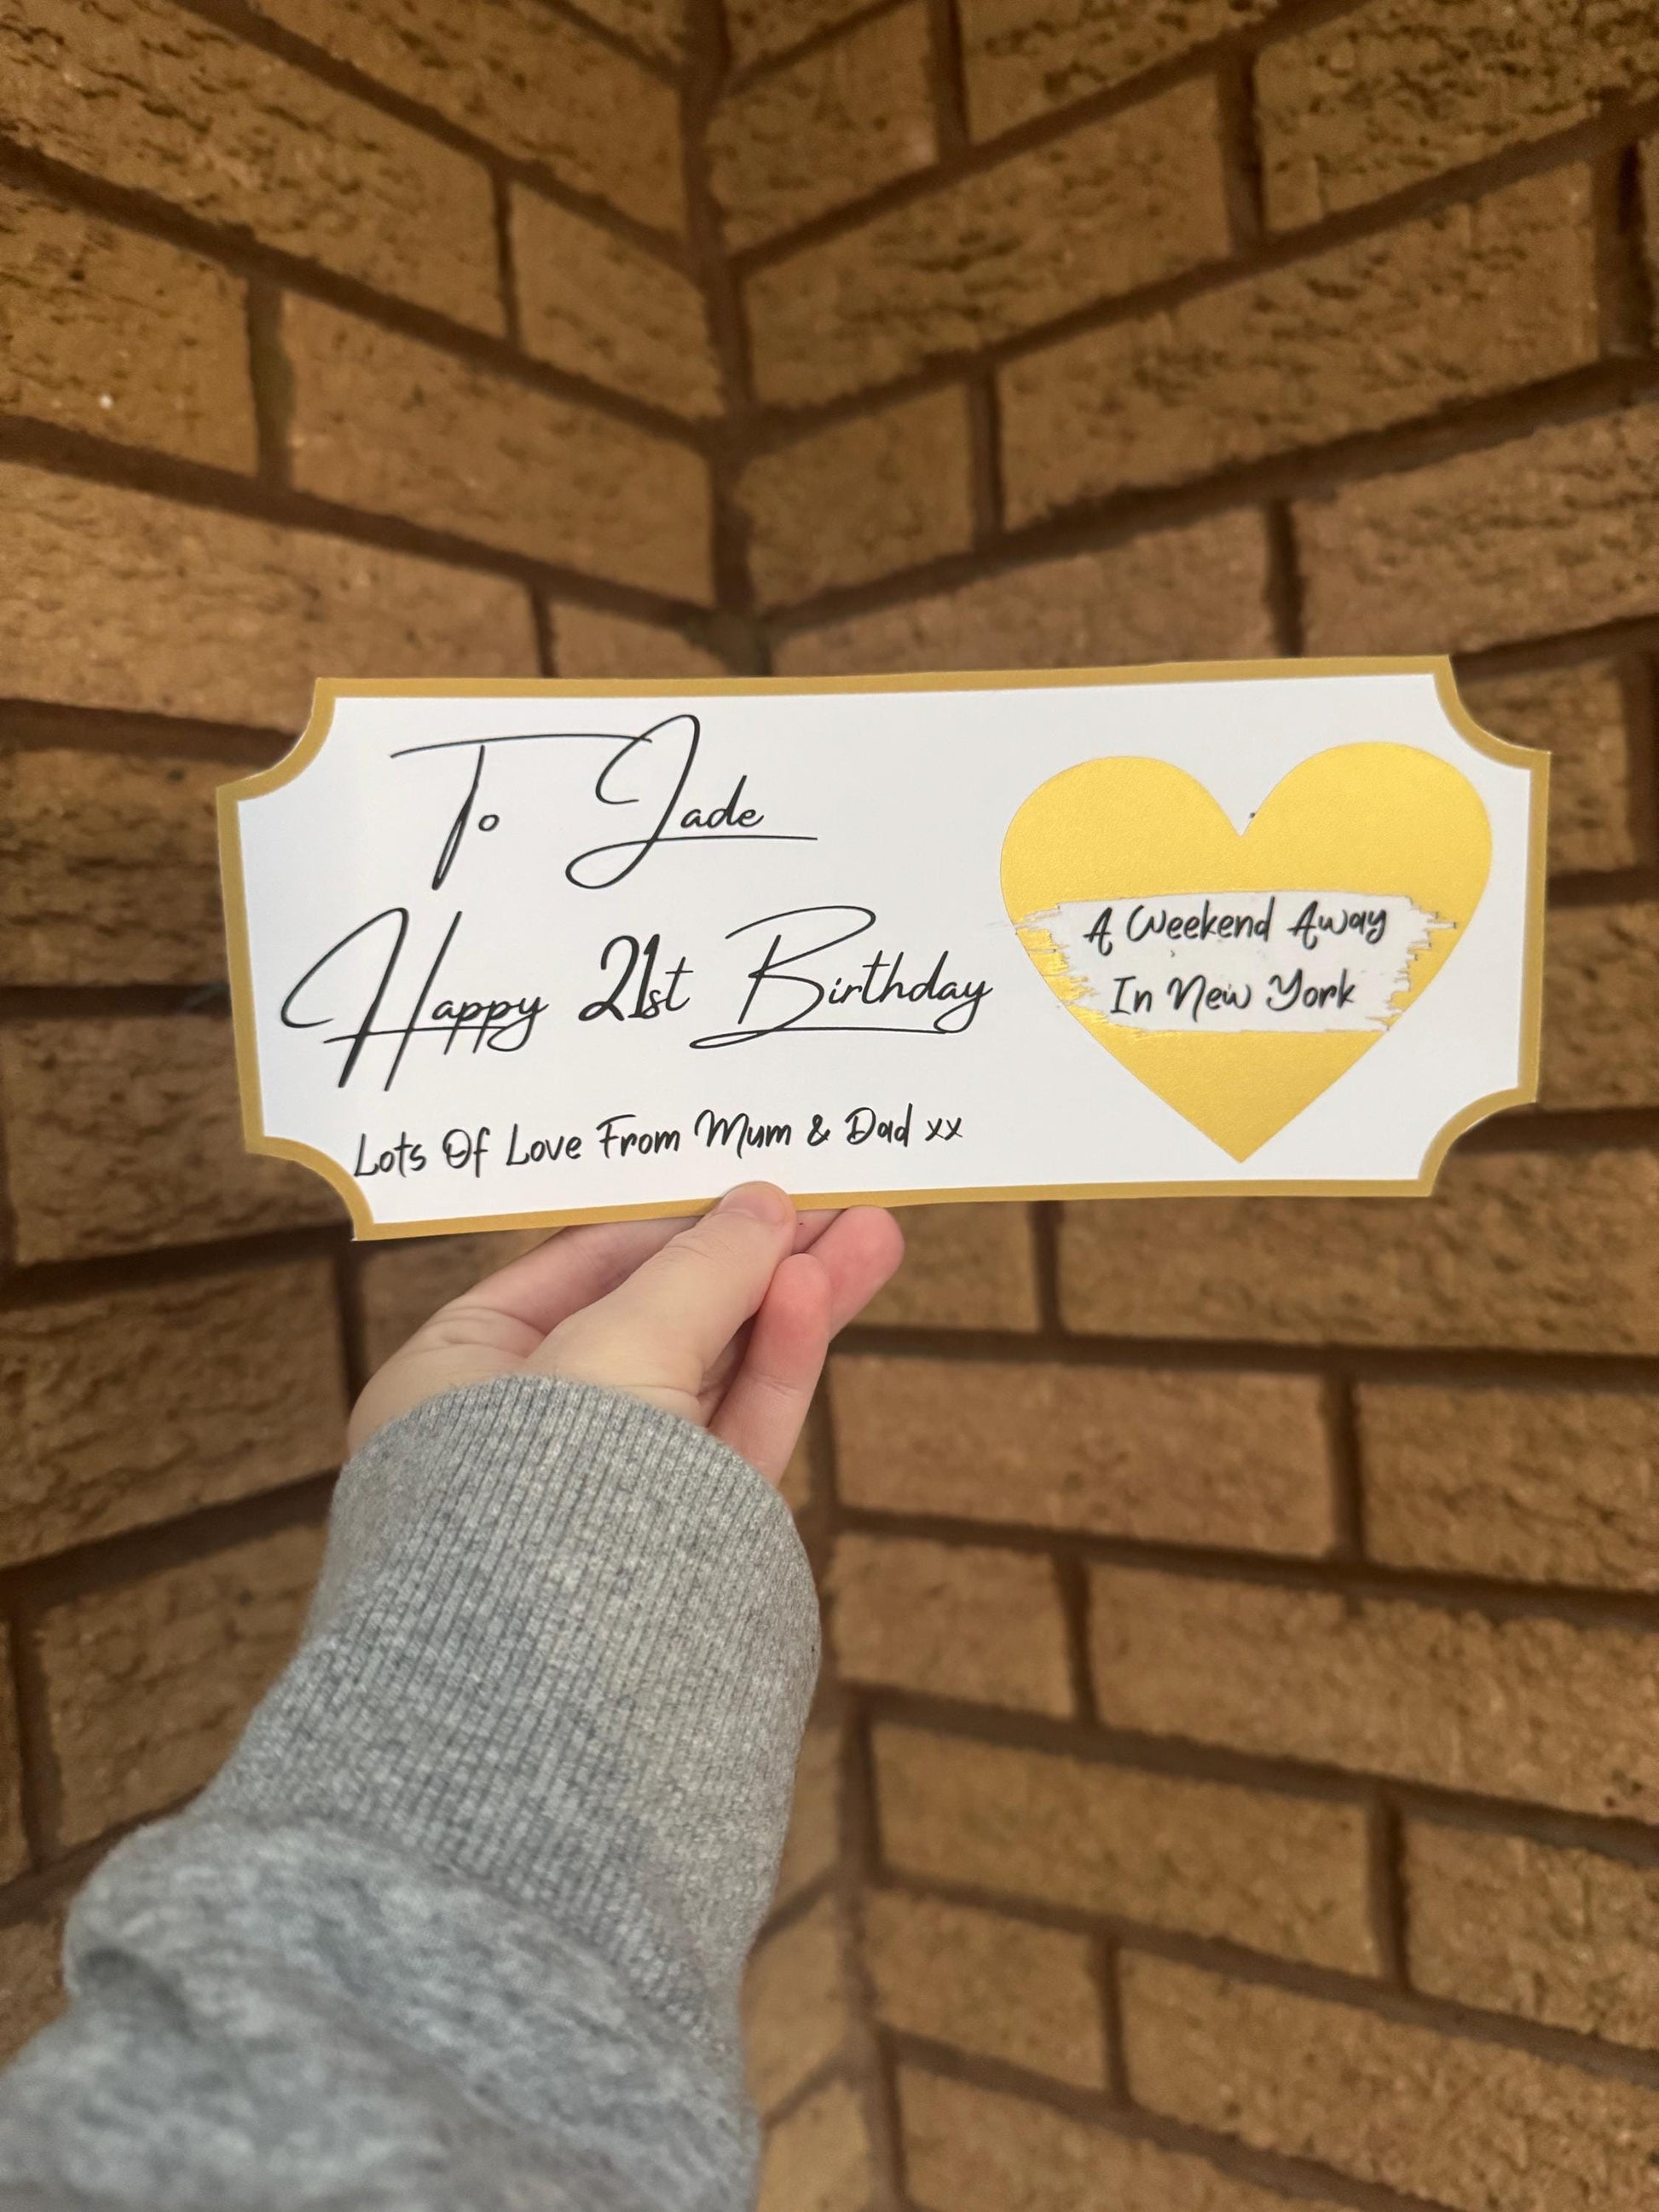 To Jade
Happy 21st Birthday
Lots Of Love From Mum & Dad xx
A Weekend Away
In New York